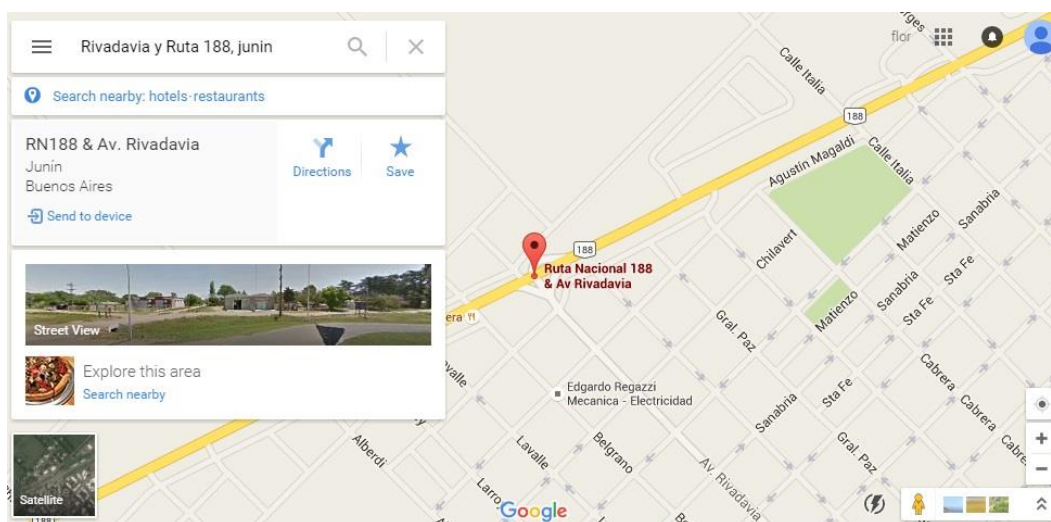 Rivadavia y Ruta 188, junin
Search nearby: hotels·restaurants
RN188 & Av. Rivadavia
Junín
Buenos Aires
Send to device
Directions
Save
Street View
Explore this area
Search nearby
Satellite
flor
Calle Italia
188
Agustín Magaldi
Calle Italia
188
Ruta Nacional 188
& Av Rivadavia
Chilavert
Matienzo
Sanabria
Santa Fe
Matienzo
Sanabria
Sta Fe
Gral. Paz
Edgardo Regazzi
Mecanica - Electricidad
Sanabria
Sta Fe
Cabrera
Cabrera
Alberdi
Lavalle
Belgrano
Av. Rivadavia
Gral. Paz
Google
188